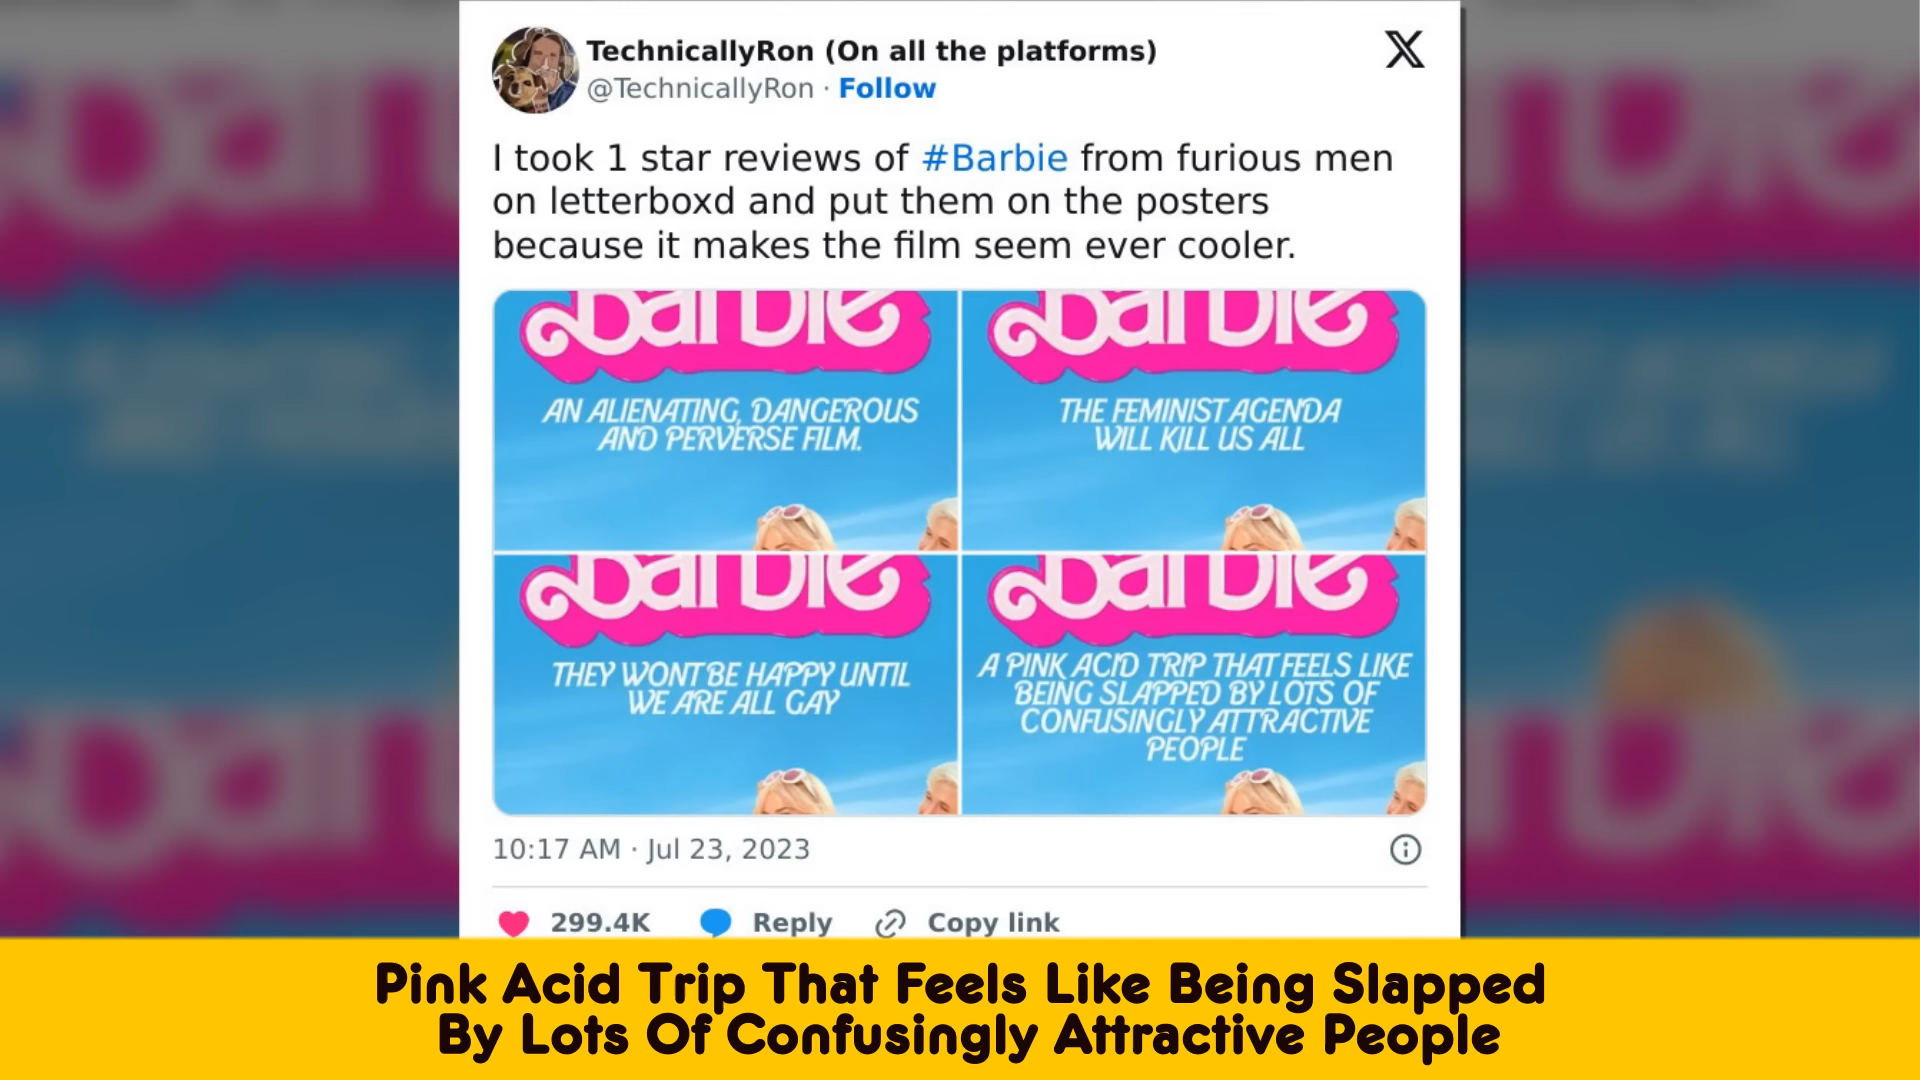 TechnicallyRon (On all the platforms)
@TechnicallyRon · Follow
I took 1 star reviews of #Barbie from furious men
on letterboxd and put them on the posters
because it makes the film seem ever cooler.
Barbie
AN ALIENATING, DANGEROUS
AND PERVERSE FILM.
Barbie
THE FEMINIST AGENDA
WILL KILL US ALL
Barbie
THEY WONT BE HAPPY UNTIL
WE ARE ALL GAY
Barbie
A PINK ACID TRIP THAT FEELS LIKE
BEING SLAPPED BY LOTS OF
CONFUSINGLY ATTRACTIVE
PEOPLE
10:17 AM · Jul 23, 2023
299.4K Reply Copy link
Pink Acid Trip That Feels Like Being Slapped
By Lots Of Confusingly Attractive People